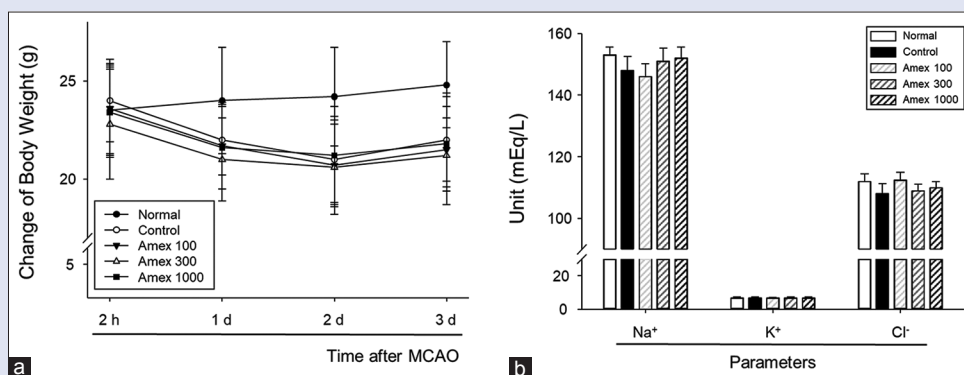 Change of Body Weight (g)
25
20
5
Normal
Control
Amex 100
Amex 300
Amex 1000
2 h 1 d 2 d 3 d
Time after MCAO
a
Unit (mEq/L)
160
140
120
100
20
0
Normal
Control
Amex 100
Amex 300
Amex 1000
Na⁺ K⁺ Cl⁻
Parameters
b